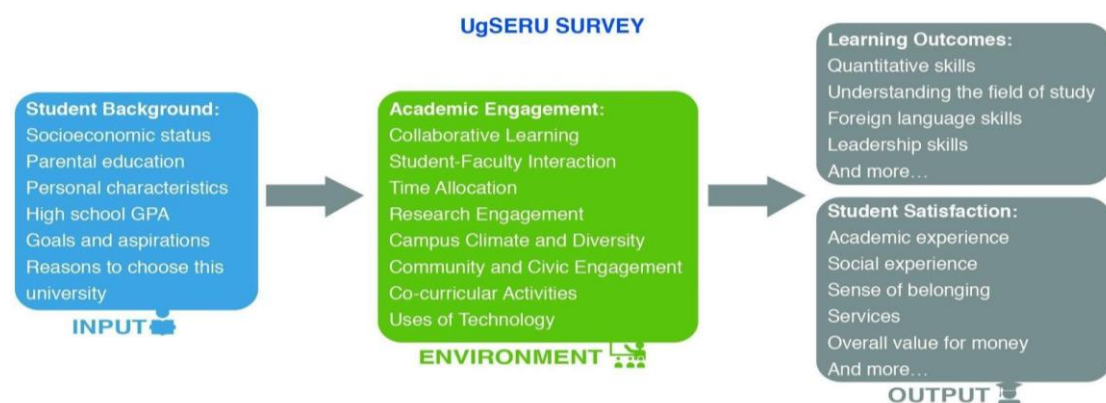 UgSERU SURVEY
Student Background:
Socioeconomic status
Parental education
Personal characteristics
High school GPA
Goals and aspirations
Reasons to choose this
university
INPUT
Academic Engagement:
Collaborative Learning
Student-Faculty Interaction
Time Allocation
Research Engagement
Campus Climate and Diversity
Community and Civic Engagement
Co-curricular Activities
Uses of Technology
ENVIRONMENT
Learning Outcomes:
Quantitative skills
Understanding the field of study
Foreign language skills
Leadership skills
And more…
Student Satisfaction:
Academic experience
Social experience
Sense of belonging
Services
Overall value for money
And more…
OUTPUT